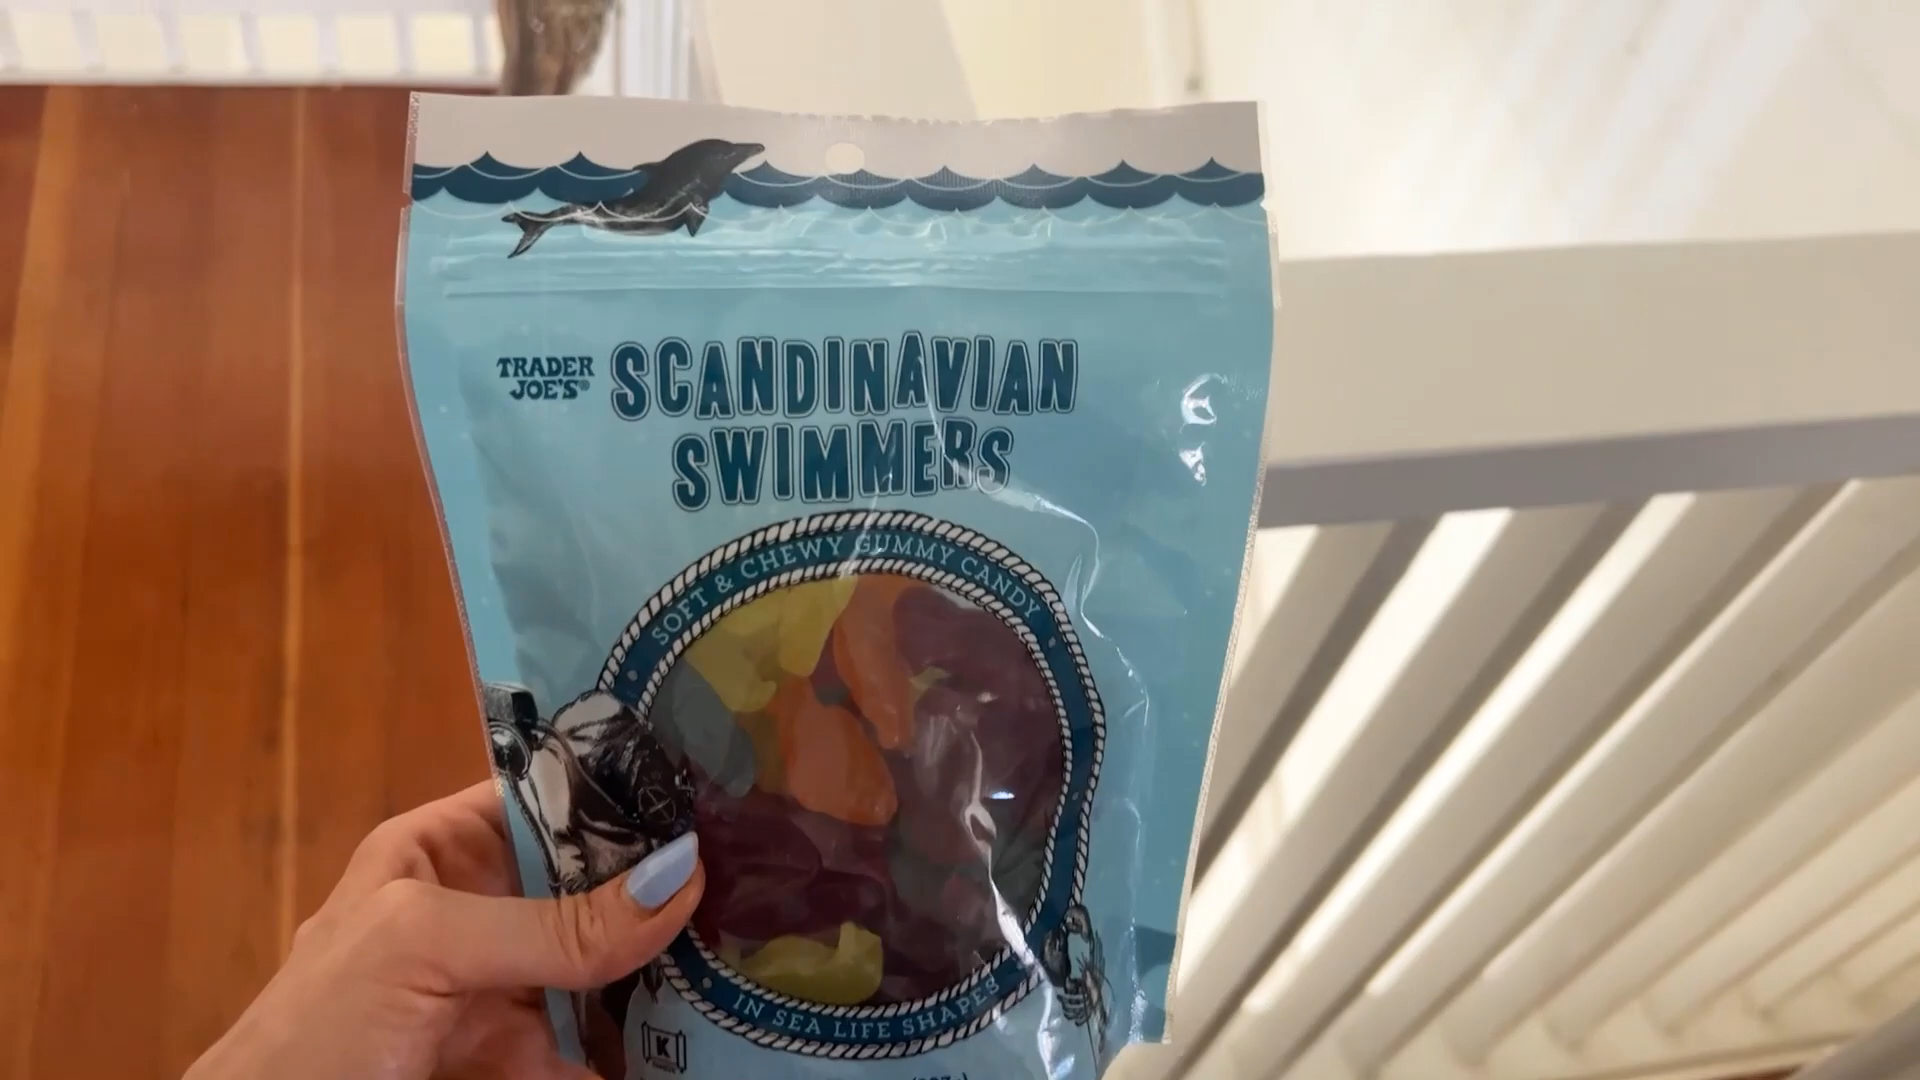 TRADER
JOE'S®
SCANDINAVIAN
SWIMMERS
SOFT & CHEWY GUMMY CANDY
IN SEA LIFE SHAPES
K